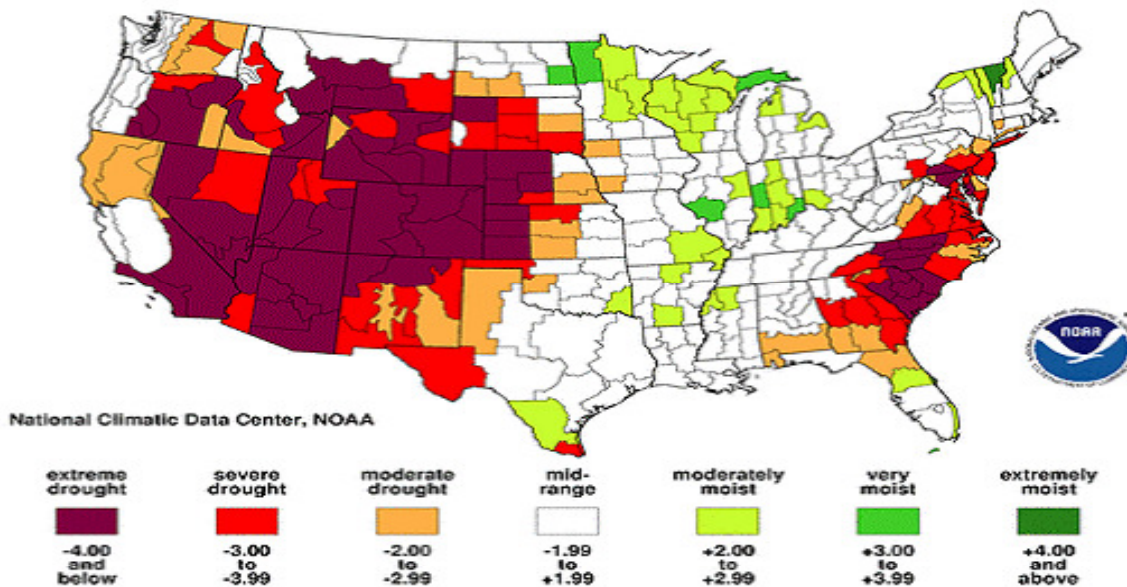 NOAA
National Climatic Data Center, NOAA
extreme drought
severe drought
moderate drought
mid-range
moderately moist
very moist
extremely moist
-4.00 and below
-3.00 to -3.99
-2.00 to -2.99
-1.99 to +1.99
+2.00 to +2.99
+3.00 to +3.99
+4.00 and above